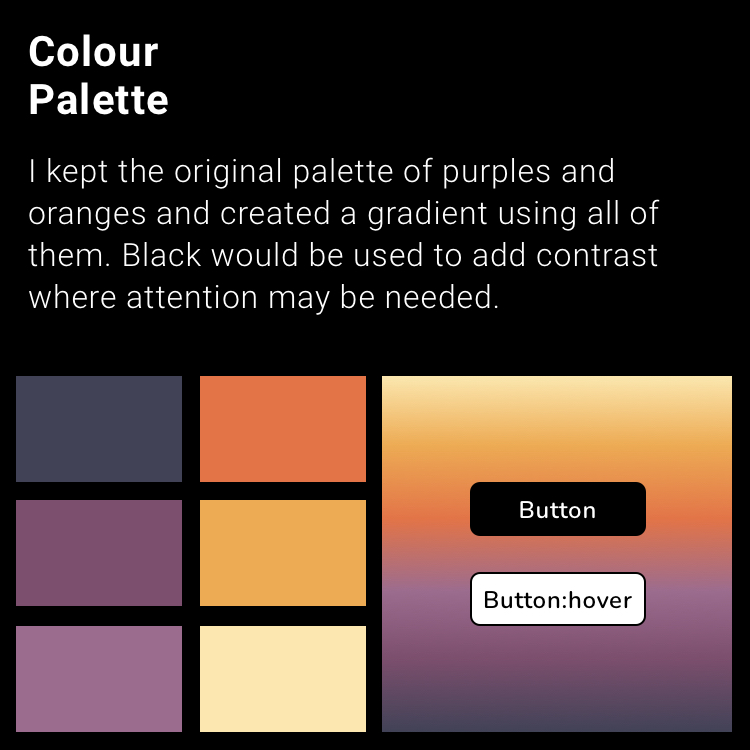 Colour
Palette
I kept the original palette of purples and
oranges and created a gradient using all of
them. Black would be used to add contrast
where attention may be needed.
Button
Button:hover